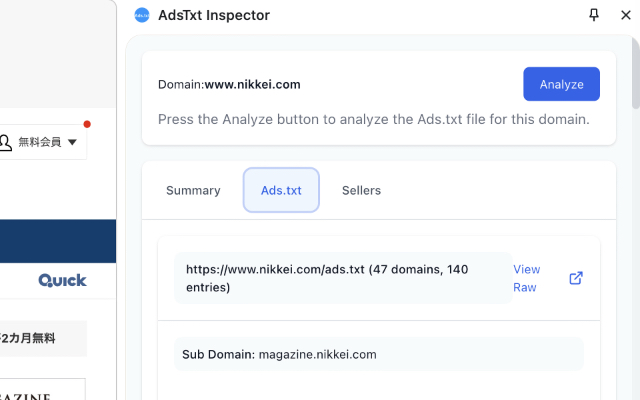 Ads.txt
AdsTxt Inspector
Domain:www.nikkei.com
Analyze
Press the Analyze button to analyze the Ads.txt file for this domain.
無料会員
Summary
Ads.txt
Sellers
https://www.nikkei.com/ads.txt (47 domains, 140
entries)
View
Raw
QUICK
2カ月無料
Sub Domain: magazine.nikkei.com